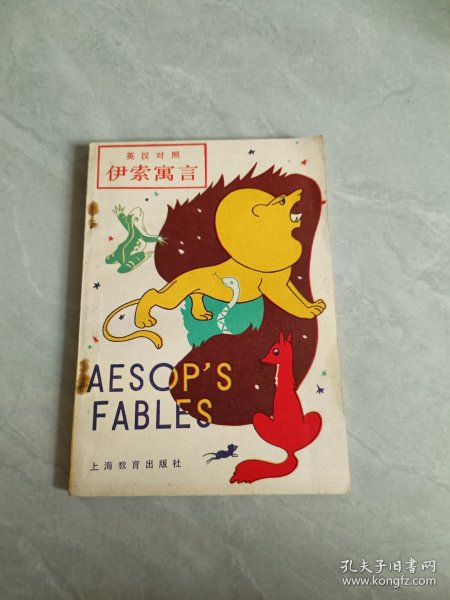 英汉对照
伊索寓言
AESOP'S
FABLES
上海教育出版社
孔夫子旧书网
www.kongfz.com